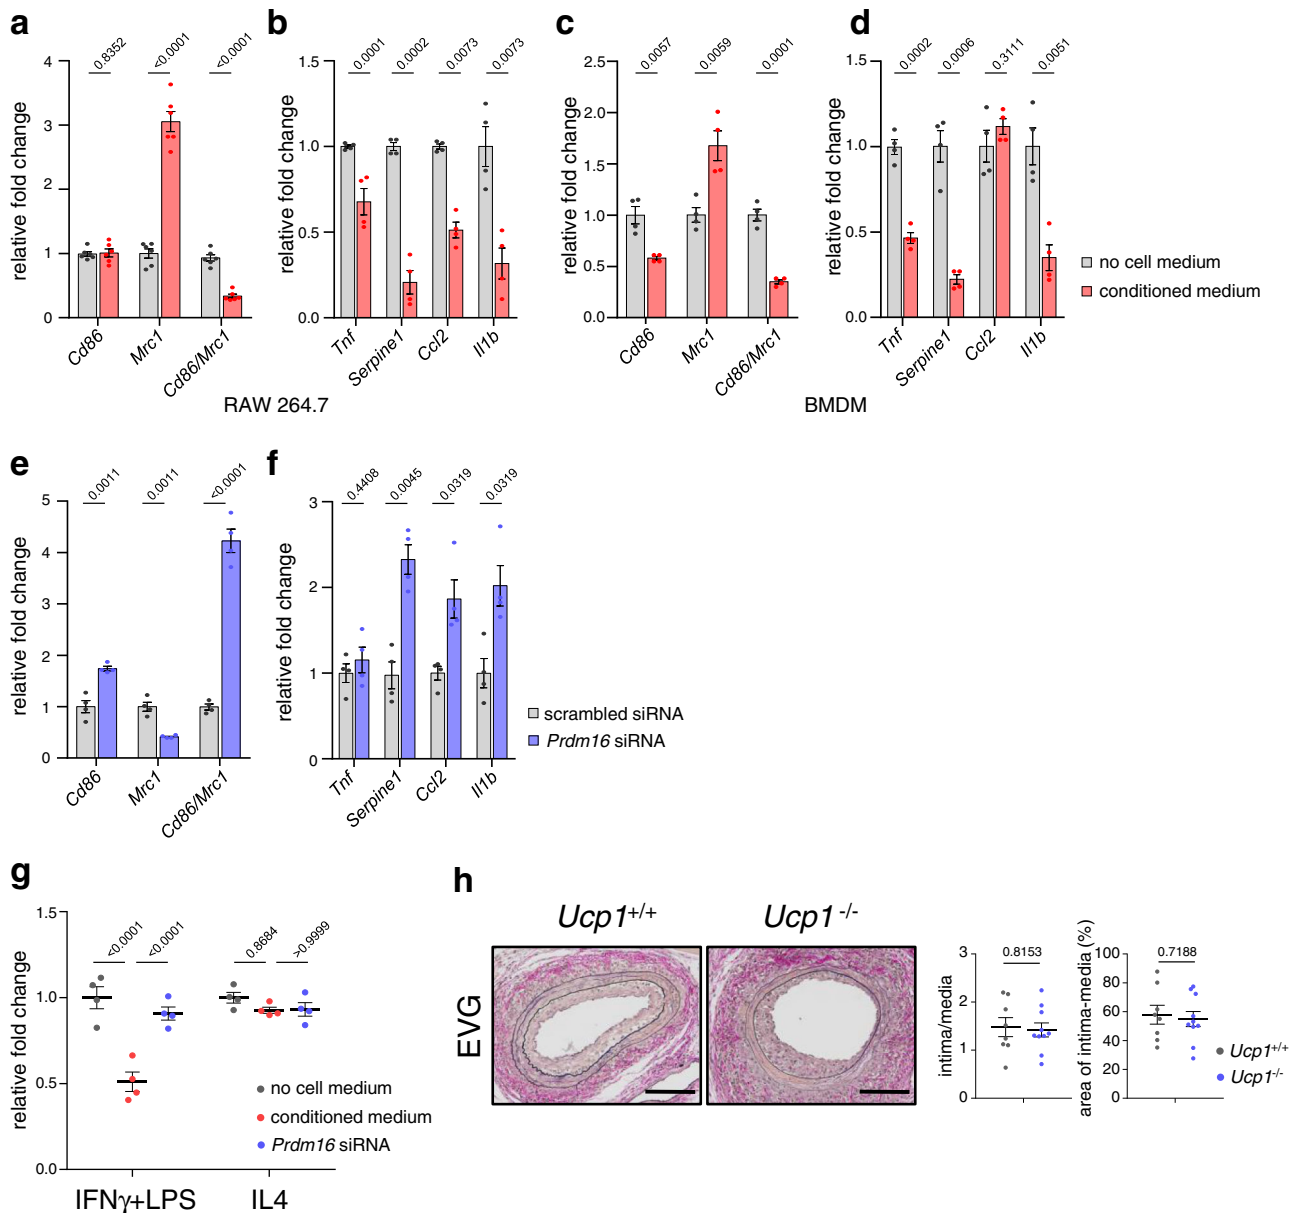 a
b
c
d
0.8352
<0.0001
<0.0001
0.0001
0.0002
0.0073
0.0073
0.0057
0.0059
0.0001
0.0002
0.0006
0.3111
0.0051
relative fold change
4
3
2
1
0
Cd86
Mrc1
Cd86/Mrc1
relative fold change
1.5
1.0
0.5
0.0
Tnf
Serpine1
Ccl2
Il1b
RAW 264.7
relative fold change
2.5
2.0
1.5
1.0
0.5
0.0
Cd86
Mrc1
Cd86/Mrc1
relative fold change
1.5
1.0
0.5
0.0
Tnf
Serpine1
Ccl2
Il1b
BMDM
no cell medium
conditioned medium
e
f
0.0011
0.0011
<0.0001
0.4408
0.0045
0.0319
0.0319
relative fold change
5
4
3
2
1
0
Cd86
Mrc1
Cd86/Mrc1
relative fold change
3
2
1
0
Tnf
Serpine1
Ccl2
Il1b
scrambled siRNA
Prdm16 siRNA
g
<0.0001
<0.0001
0.8684
>0.9999
relative fold change
1.5
1.0
0.5
0.0
no cell medium
conditioned medium
Prdm16 siRNA
IFNγ+LPS
IL4
h
Ucp1+/+
Ucp1-/-
EVG
intima/media
3
2
1
0
0.8153
area of intima-media (%)
100
80
60
40
20
0
0.7188
Ucp1+/+
Ucp1-/-